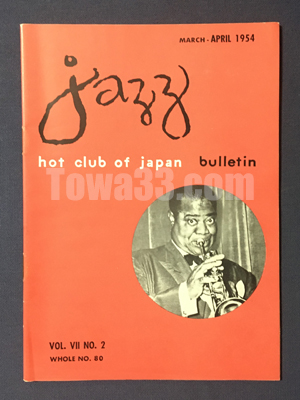 MARCH - APRIL 1954
jazz
hot club of japan bulletin
Towa33.com
VOL. VII NO. 2
WHOLE NO. 80